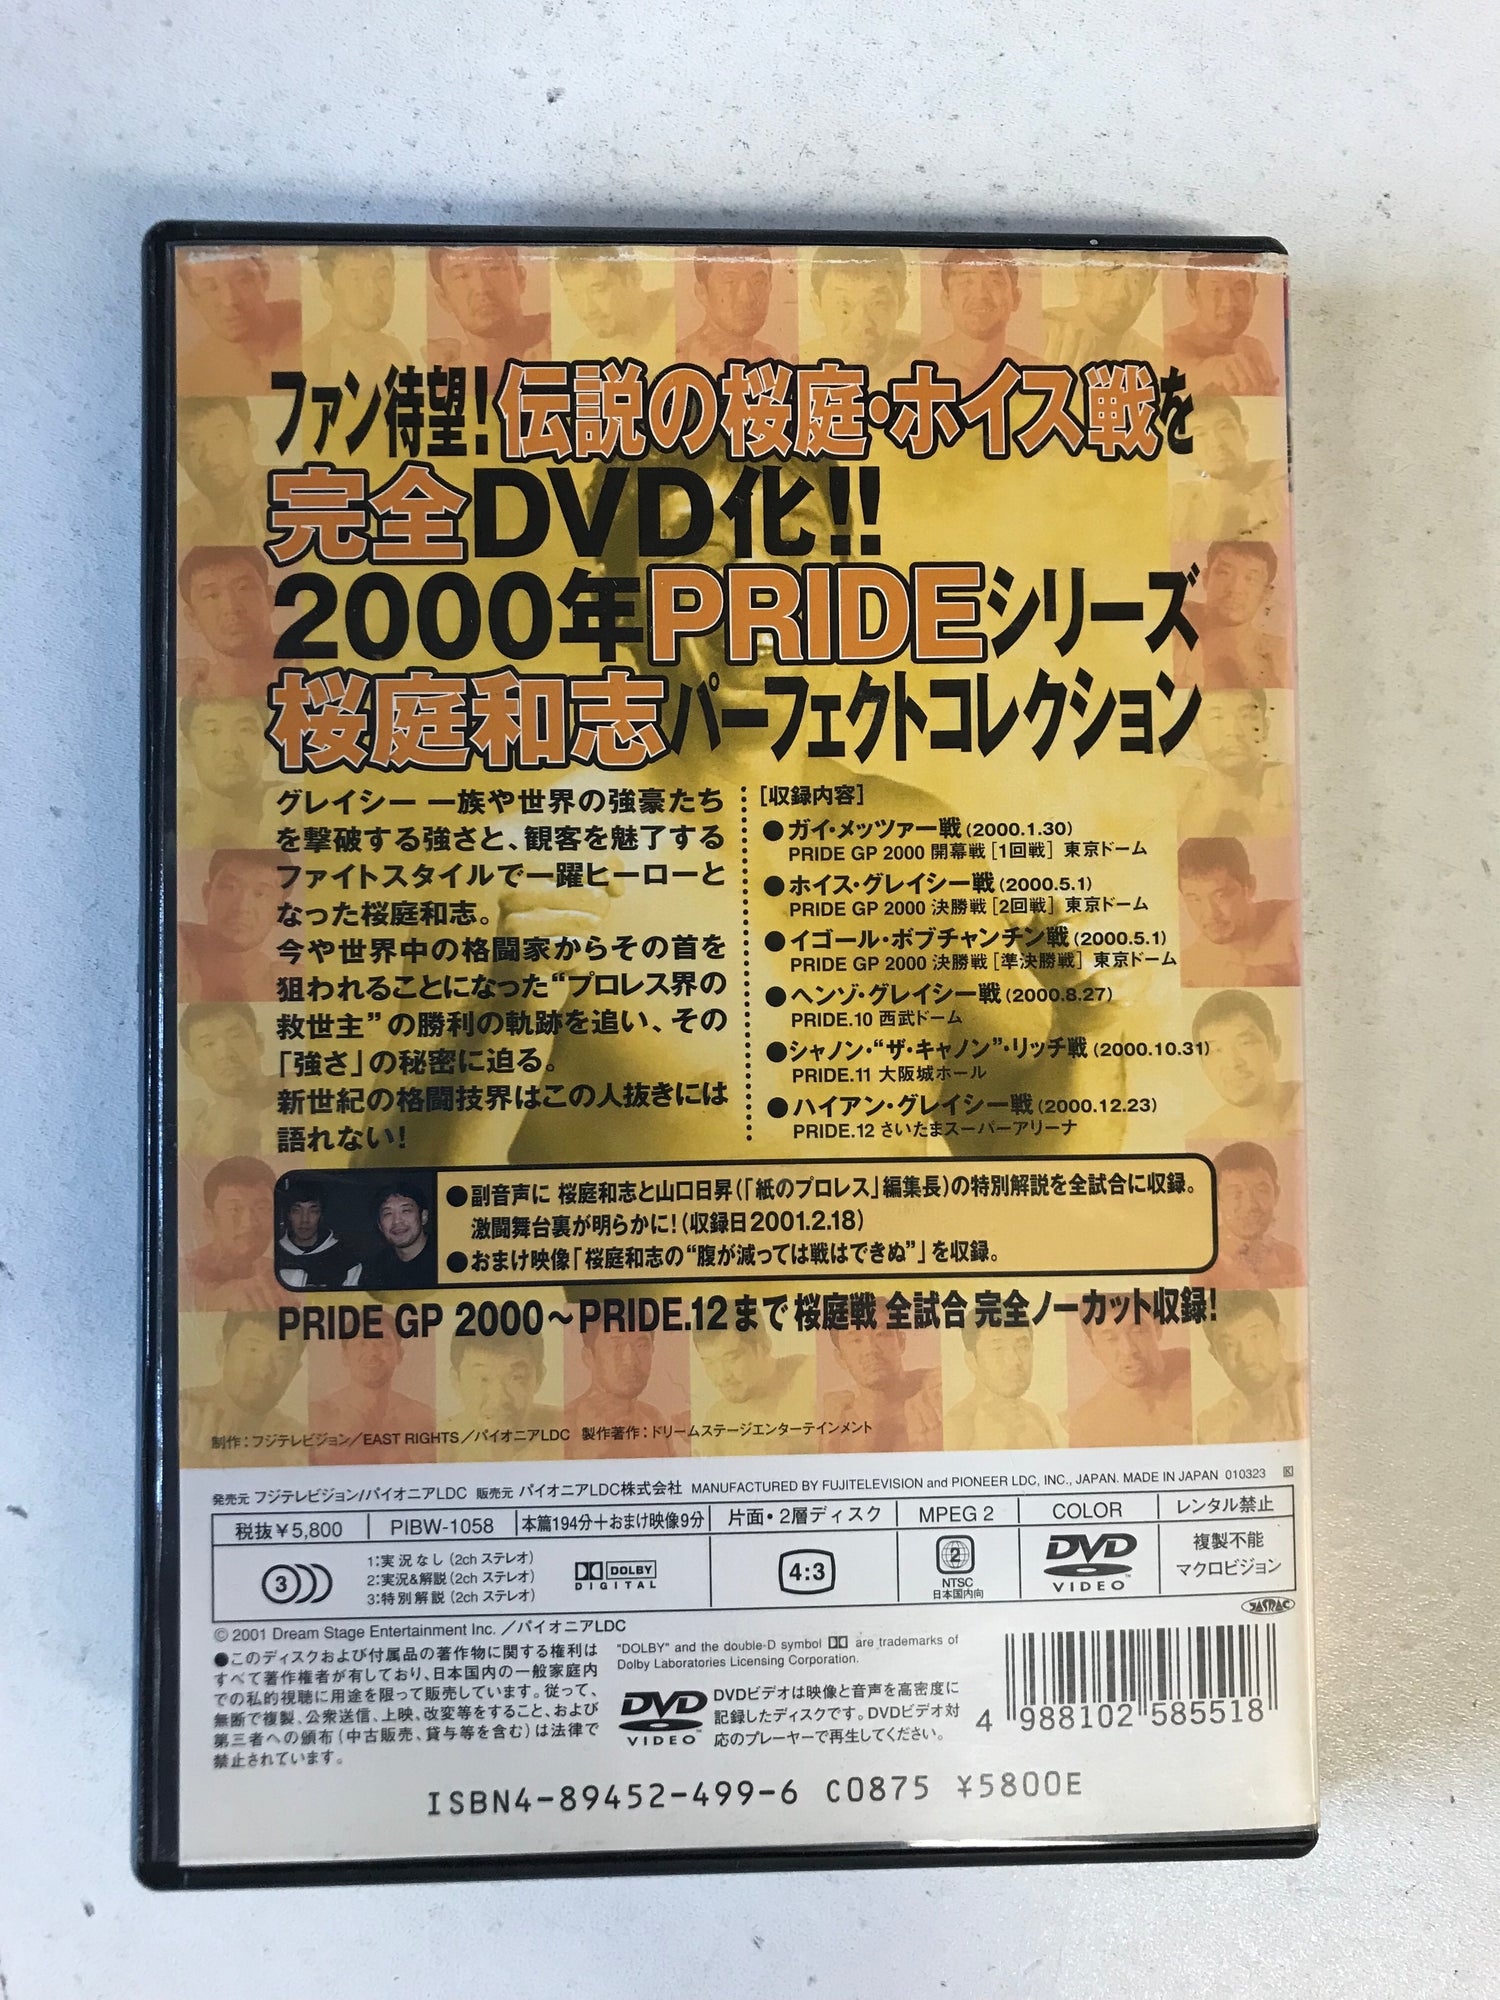 ファン待望!伝説の桜庭・ホイス戦を
完全DVD化!!
2000年PRIDEシリーズ
桜庭和志パーフェクトコレクション
グレイシー 一族や世界の強豪たち
を撃破する強さと、観客を魅了する
ファイトスタイルで一躍ヒーローと
なった桜庭和志。
今や世界中の格闘家からその首を
狙われることになった“プロレス界の
救世主”の勝利の軌跡を追い、その
「強さ」の秘密に迫る。
新世紀の格闘技界はこの人抜きには
語れない!
[収録内容]
●ガイ・メッツァー戦(2000.1.30)
PRIDE GP 2000 開幕戦[1回戦] 東京ドーム
●ホイス・グレイシー戦(2000.5.1)
PRIDE GP 2000 決勝戦[2回戦] 東京ドーム
●イゴール・ボブチャンチン戦(2000.5.1)
PRIDE GP 2000 決勝戦[準決勝戦] 東京ドーム
●ヘンゾ・グレイシー戦(2000.8.27)
PRIDE.10 西武ドーム
●シャノン・“ザ・キャノン”・リッチ戦(2000.10.31)
PRIDE.11 大阪城ホール
●ハイアン・グレイシー戦(2000.12.23)
PRIDE.12 さいたまスーパーアリーナ
●副音声に 桜庭和志と山口日昇(「紙のプロレス」編集長)の特別解説を全試合に収録。
激闘舞台裏が明らかに!(収録日2001.2.18)
●おまけ映像「桜庭和志の“腹が減っては戦はできぬ”」を収録。
PRIDE GP 2000〜PRIDE.12まで 桜庭戦 全試合 完全ノーカット収録!
制作:フジテレビジョン/EAST RIGHTS/パイオニアLDC 製作著作:ドリームステージエンターテインメント
発売元 フジテレビジョン/パイオニアLDC 販売元 パイオニアLDC株式会社 MANUFACTURED BY FUJITELEVISION and PIONEER LDC, INC., JAPAN. MADE IN JAPAN 010323 K
税抜¥5,800 PIBW-1058 本篇194分+おまけ映像9分 片面・2層ディスク MPEG 2 COLOR レンタル禁止
3
1:実況なし(2chステレオ)
2:実況&解説(2chステレオ)
3:特別解説(2chステレオ)
DOLBY
DIGITAL
4:3
2
NTSC
日本国内向
DVD
VIDEO
複製不能
マクロビジョン
JASRAC
© 2001 Dream Stage Entertainment Inc. /パイオニアLDC
●このディスクおよび付属品の著作物に関する権利は
すべて著作権者が有しており、日本国内の一般家庭内
での私的視聴に用途を限って販売しています。従って、
無断で複製、公衆送信、上映、改変等をすること、および
第三者への頒布(中古販売、貸与等を含む)は法律で
禁止されています。
"DOLBY" and the double-D symbol are trademarks of
Dolby Laboratories Licensing Corporation.
DVD
VIDEO
DVDビデオは映像と音声を高密度に
記録したディスクです。DVDビデオ対
応のプレーヤーで再生してください。
4 988102 585518
ISBN4-89452-499-6 C0875 ¥5800E